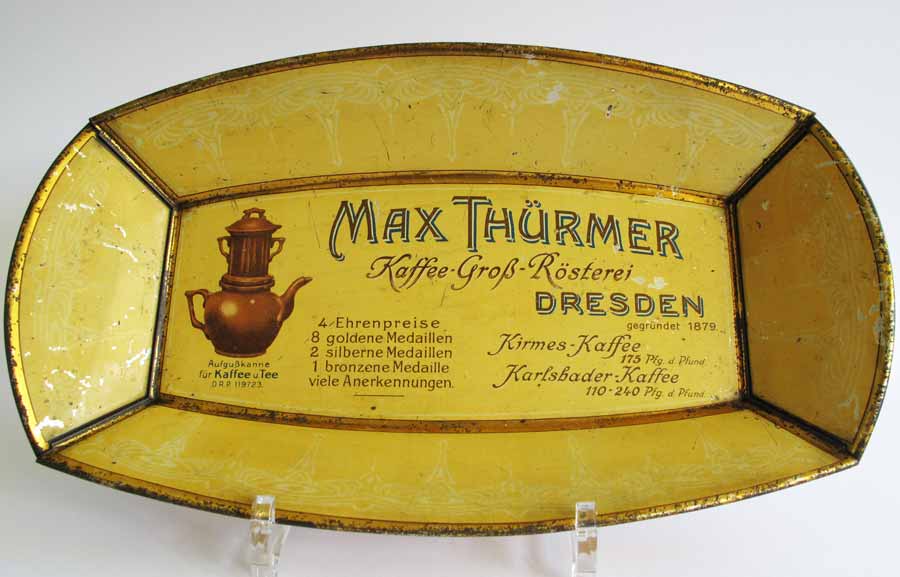 MAX THÜRMER
Kaffee-Groß-Rösterei
DRESDEN
gegründet 1879.
4 Ehrenpreise
8 goldene Medaillen
2 silberne Medaillen
1 bronzene Medaille
viele Anerkennungen.
Kirmes-Kaffee
175 Pfg. d. Pfund.
Karlsbader-Kaffee
110-240 Pfg. d. Pfund.
Aufgußkanne
für Kaffee u. Tee
D.R.P. 119723.